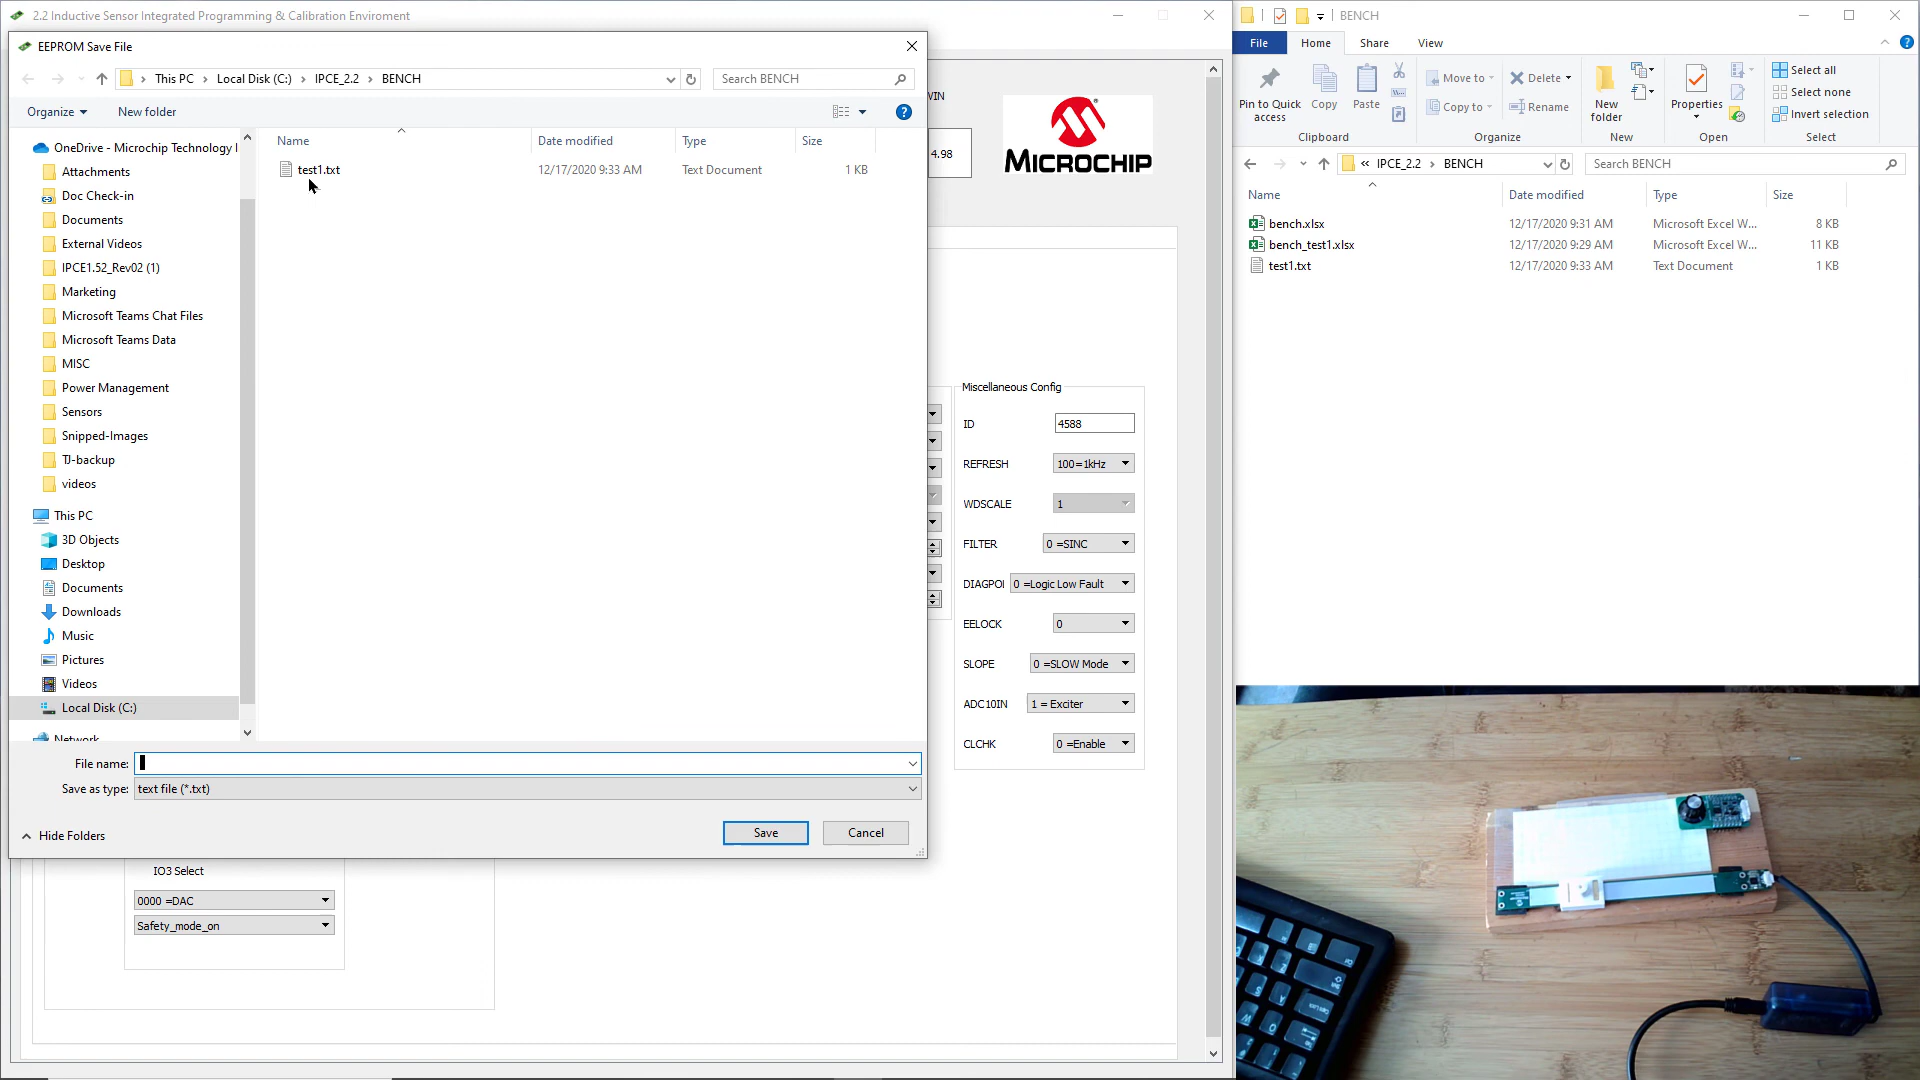 2.2 Inductive Sensor Integrated Programming & Calibration Enviroment
EEPROM Save File
This PC > Local Disk (C:) > IPCE_2.2 > BENCH
Search BENCH
Organize
New folder
Name
Date modified
Type
Size
test1.txt
12/17/2020 9:33 AM
Text Document
1 KB
OneDrive - Microchip Technology I
Attachments
Doc Check-in
Documents
External Videos
IPCE1.52_Rev02 (1)
Marketing
Microsoft Teams Chat Files
Microsoft Teams Data
MISC
Power Management
Sensors
Snipped-Images
TJ-backup
videos
This PC
3D Objects
Desktop
Documents
Downloads
Music
Pictures
Videos
Local Disk (C:)
Network
File name:
Save as type: text file (*.txt)
Hide Folders
Save
Cancel
IO3 Select
0000 =DAC
Safety_mode_on
4.98
MICROCHIP
Miscellaneous Config
ID 4588
REFRESH 100=1kHz
WDSCALE 1
FILTER 0 =SINC
DIAGPOI 0 =Logic Low Fault
EELOCK 0
SLOPE 0 =SLOW Mode
ADC10IN 1 = Exciter
CLCHK 0 =Enable
BENCH
File
Home
Share
View
Pin to Quick access
Copy
Paste
Clipboard
Move to
Copy to
Delete
Rename
Organize
New folder
New
Properties
Open
Select all
Select none
Invert selection
Select
« IPCE_2.2 > BENCH
Search BENCH
Name
Date modified
Type
Size
bench.xlsx 12/17/2020 9:31 AM Microsoft Excel W... 8 KB
bench_test1.xlsx 12/17/2020 9:29 AM Microsoft Excel W... 11 KB
test1.txt 12/17/2020 9:33 AM Text Document 1 KB